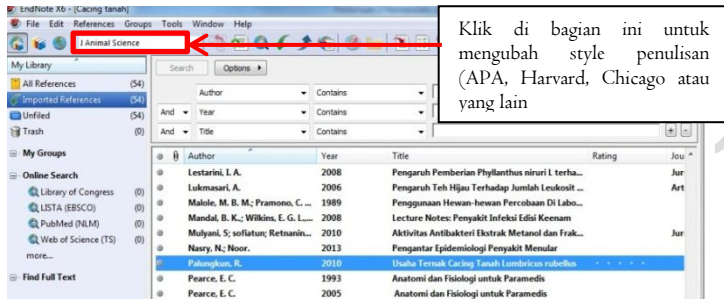 EndNote X6 - [Cacing tanah]
File Edit References Groups Tools Window Help
J Animal Science
Klik di bagian ini untuk
mengubah style penulisan
(APA, Harvard, Chicago atau
yang lain
My Library
Search Options
All References (54)
Imported References (54)
Unfiled (54)
Trash (0)
Author Contains
And Year Contains
And Title Contains
My Groups
Online Search
Library of Congress (0)
LISTA (EBSCO) (0)
PubMed (NLM) (0)
Web of Science (TS) (0)
more...
Find Full Text
Author Year Title Rating Jou
Lestarini, I. A. 2008 Pengaruh Pemberian Phyllanthus niruri L terha... Jur
Lukmasari, A. 2006 Pengaruh Teh Hijau Terhadap Jumlah Leukosit ... Art
Malole, M. B. M.; Pramono, C. ... 1989 Penggunaan Hewan-hewan Percobaan Di Labo...
Mandal, B. K.,; Wilkins, E. G. L.,... 2008 Lecture Notes: Penyakit Infeksi Edisi Keenam
Mulyani, S; sofiatun; Retnanin... 2010 Aktivitas Antibakteri Ekstrak Metanol dan Frak... Jur
Nasry, N.; Noor. 2013 Pengantar Epidemiologi Penyakit Menular
Palungkun, R. 2010 Usaha Ternak Cacing Tanah Lumbricus rubellus
Pearce, E. C. 1993 Anatomi dan Fisiologi untuk Paramedis
Pearce, E. C. 2005 Anatomi dan Fisiologi untuk Paramedis